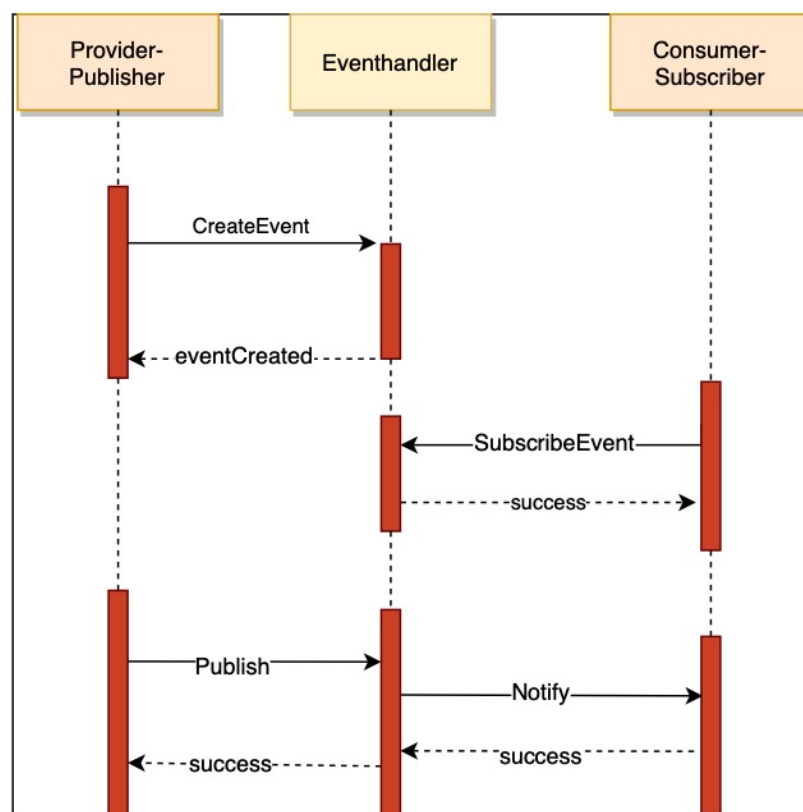 Provider-
Publisher
Eventhandler
Consumer-
Subscriber
CreateEvent
eventCreated
SubscribeEvent
success
Publish
Notify
success
success